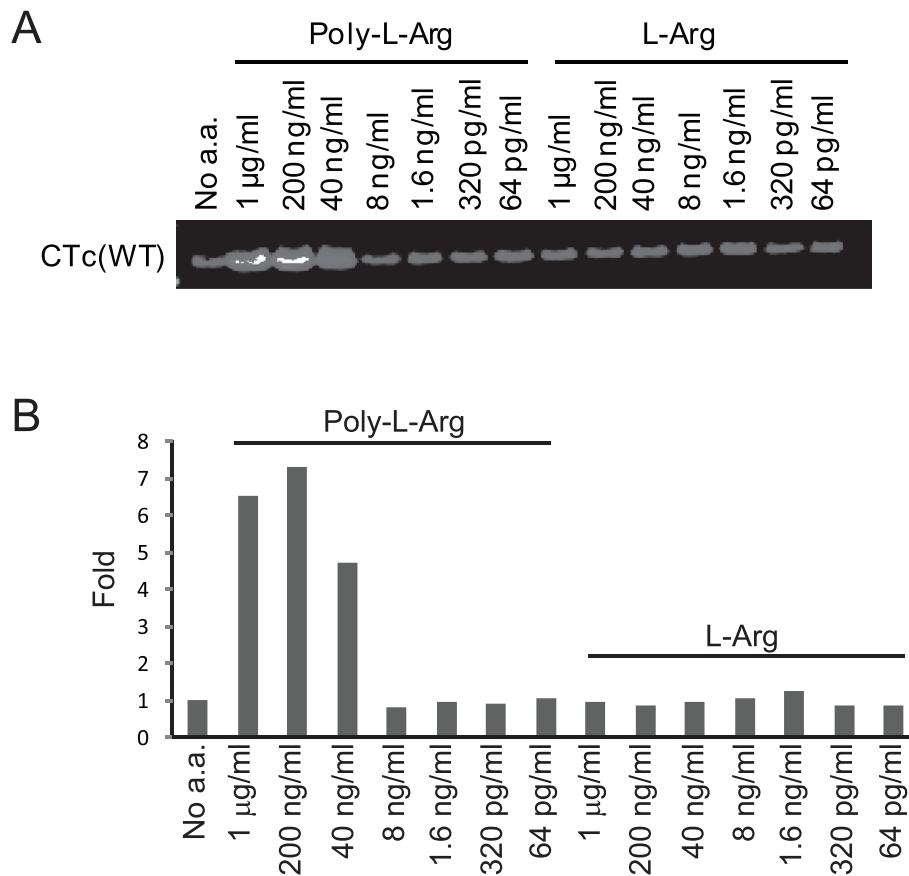 A
Poly-L-Arg L-Arg
No a.a. 1 µg/ml 200 ng/ml 40 ng/ml 8 ng/ml 1.6 ng/ml 320 pg/ml 64 pg/ml 1 µg/ml 200 ng/ml 40 ng/ml 8 ng/ml 1.6 ng/ml 320 pg/ml 64 pg/ml
CTc(WT)
B
Poly-L-Arg
8
7
6
5
4
3
2
1
0
Fold
L-Arg
No a.a. 1 µg/ml 200 ng/ml 40 ng/ml 8 ng/ml 1.6 ng/ml 320 pg/ml 64 pg/ml 1 µg/ml 200 ng/ml 40 ng/ml 8 ng/ml 1.6 ng/ml 320 pg/ml 64 pg/ml